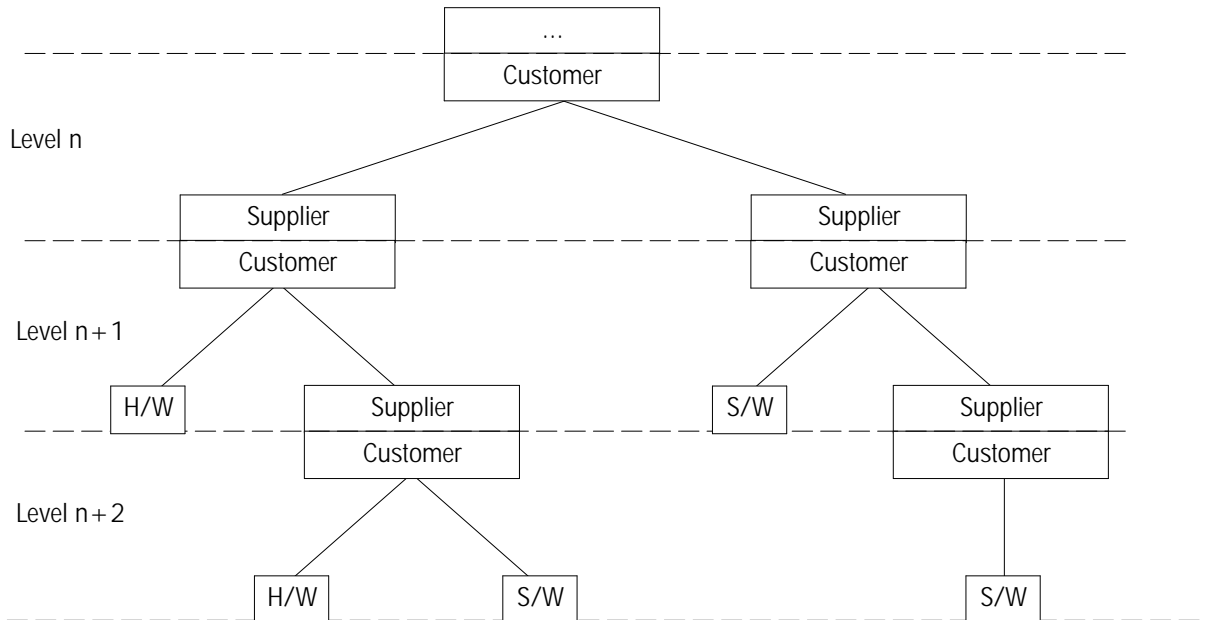 ...
Customer
Level n
Supplier
Supplier
Customer
Customer
Level n+1
H/W
Supplier
S/W
Supplier
Customer
Customer
Level n+2
H/W
S/W
S/W